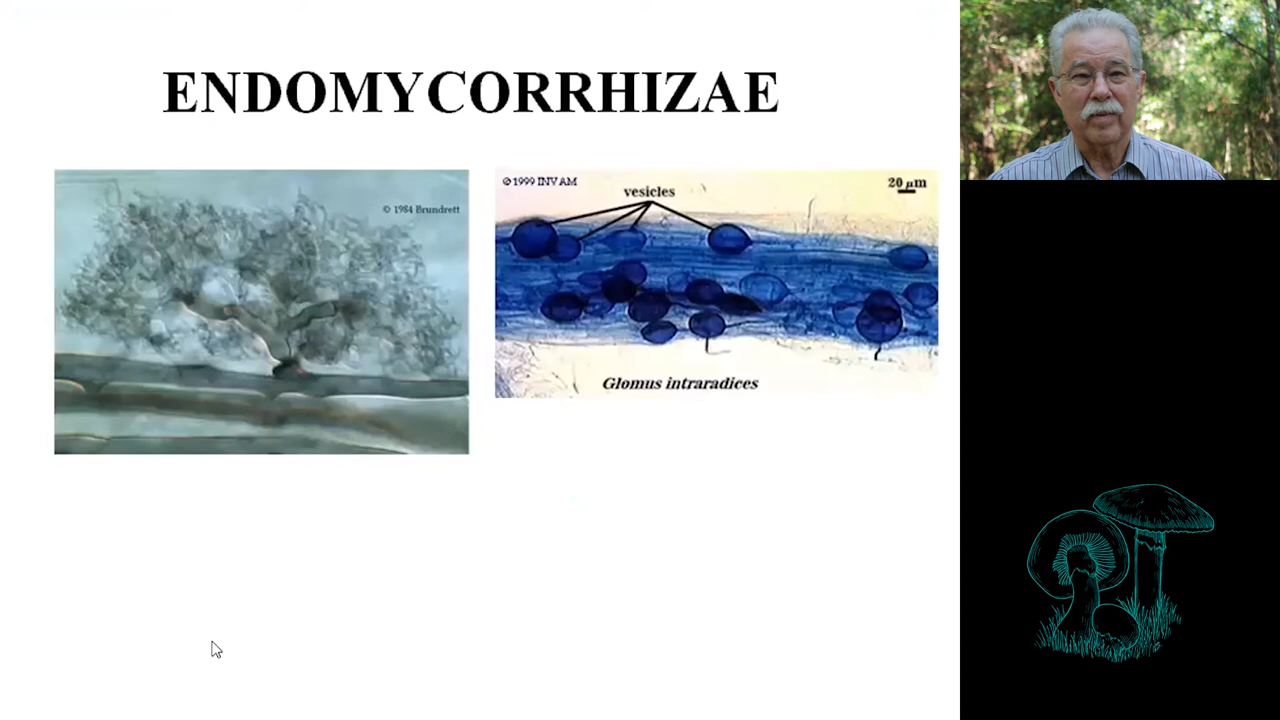 ENDOMYCORRHIZAE
© 1984 Brundrett
© 1999 INVAM
vesicles
20 µm
Glomus intraradices